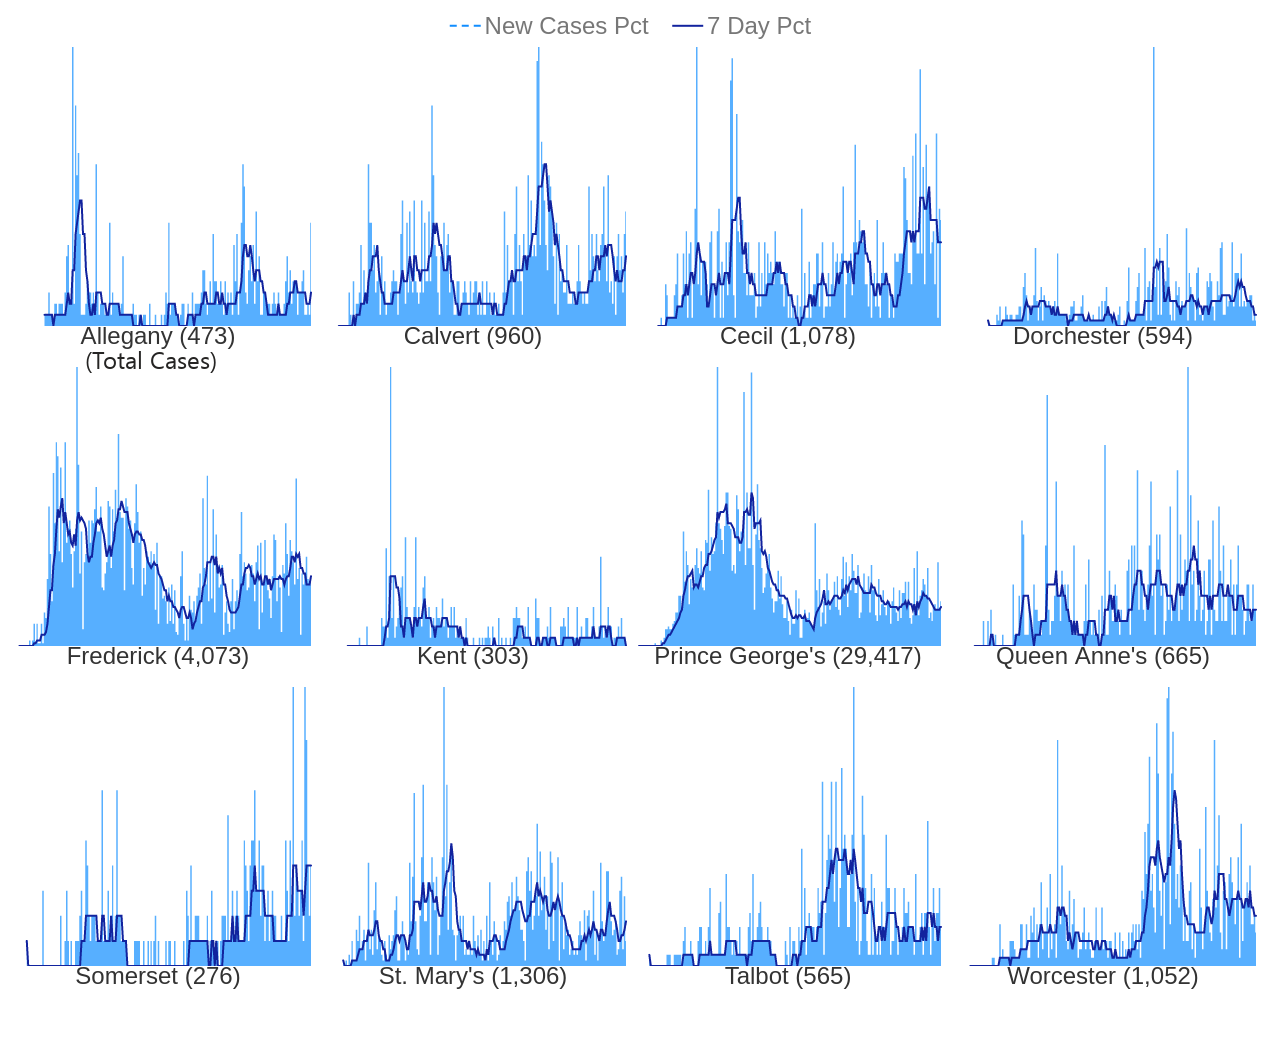 New Cases Pct 7 Day Pct
Allegany (473) Calvert (960) Cecil (1,078) Dorchester (594)
(Total Cases)
Frederick (4,073) Kent (303) Prince George's (29,417) Queen Anne's (665)
Somerset (276) St. Mary's (1,306) Talbot (565) Worcester (1,052)